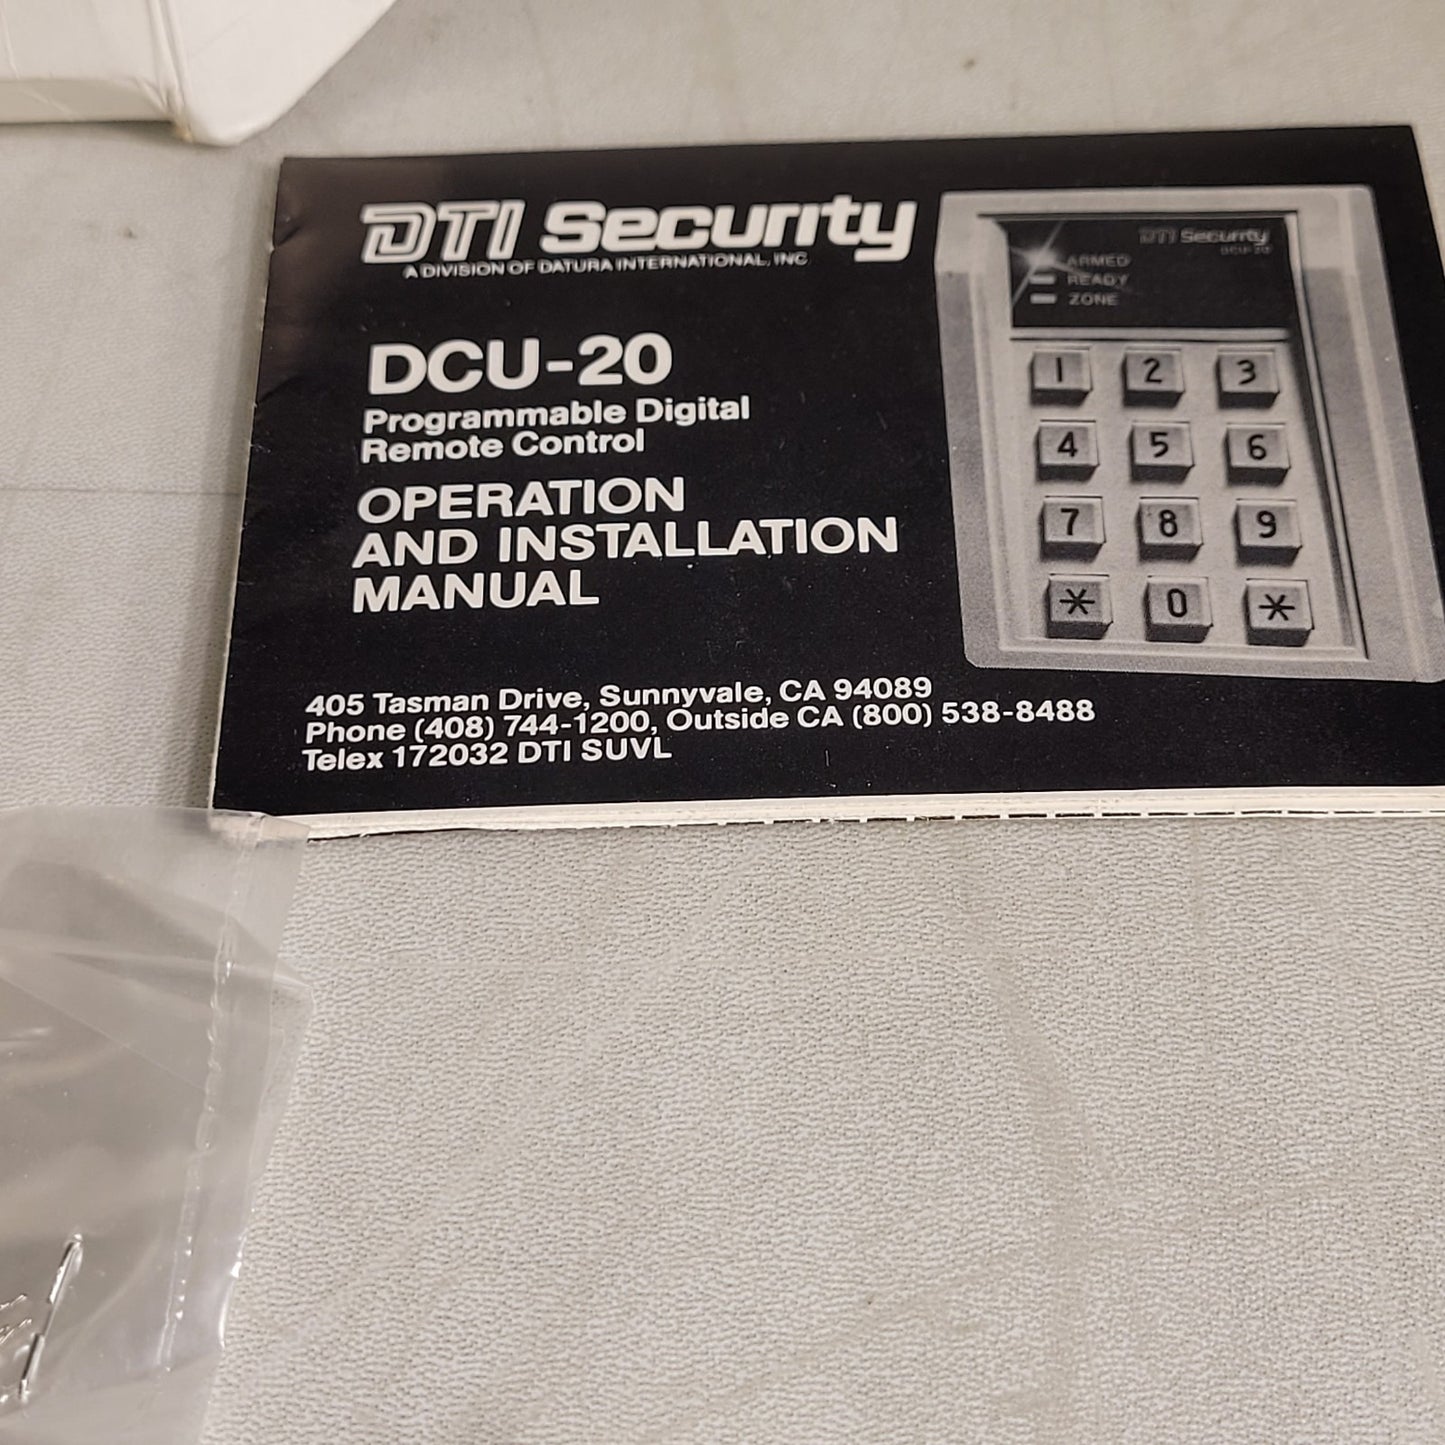 DTI Security
A DIVISION OF DATURA INTERNATIONAL, INC
DCU-20
Programmable Digital
Remote Control
OPERATION
AND INSTALLATION
MANUAL
405 Tasman Drive, Sunnyvale, CA 94089
Phone (408) 744-1200, Outside CA (800) 538-8488
Telex 172032 DTI SUVL
DTI Security
DCU-20
ARMED
READY
ZONE
1 2 3
4 5 6
7 8 9
* 0 *